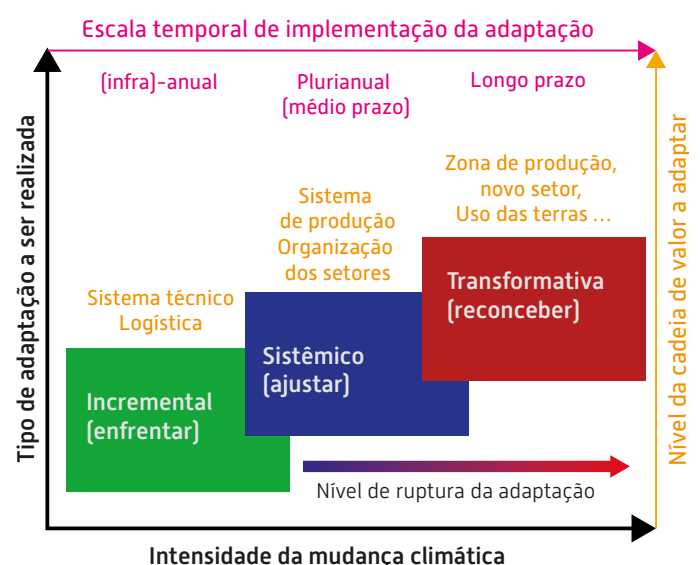 Escala temporal de implementação da adaptação
(infra)-anual
Plurianual
(médio prazo)
Longo prazo
Tipo de adaptação a ser realizada
Nível da cadeia de valor a adaptar
Zona de produção,
novo setor,
Uso das terras ...
Sistema
de produção
Organização
dos setores
Sistema técnico
Logística
Transformativa
(reconceber)
Sistêmico
(ajustar)
Incremental
(enfrentar)
Nível de ruptura da adaptação
Intensidade da mudança climática